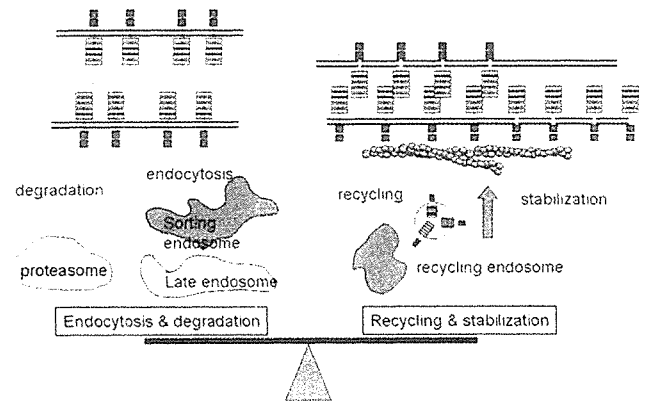 endocytosis
degradation
Sorting
endosome
proteasome
Late endosome
Endocytosis & degradation
recycling
stabilization
recycling endosome
Recycling & stabilization